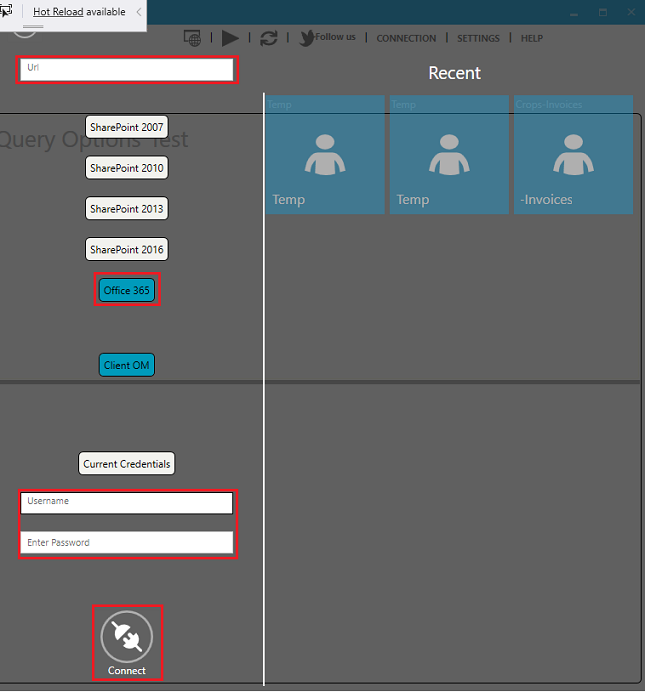 Hot Reload available
Follow us
CONNECTION
SETTINGS
HELP
Url
Recent
SharePoint 2007
Query Options Test
SharePoint 2010
SharePoint 2013
SharePoint 2016
Office 365
Client OM
Temp
Temp
Crops-Invoices
Temp
Temp
-Invoices
Current Credentials
Username
Enter Password
Connect